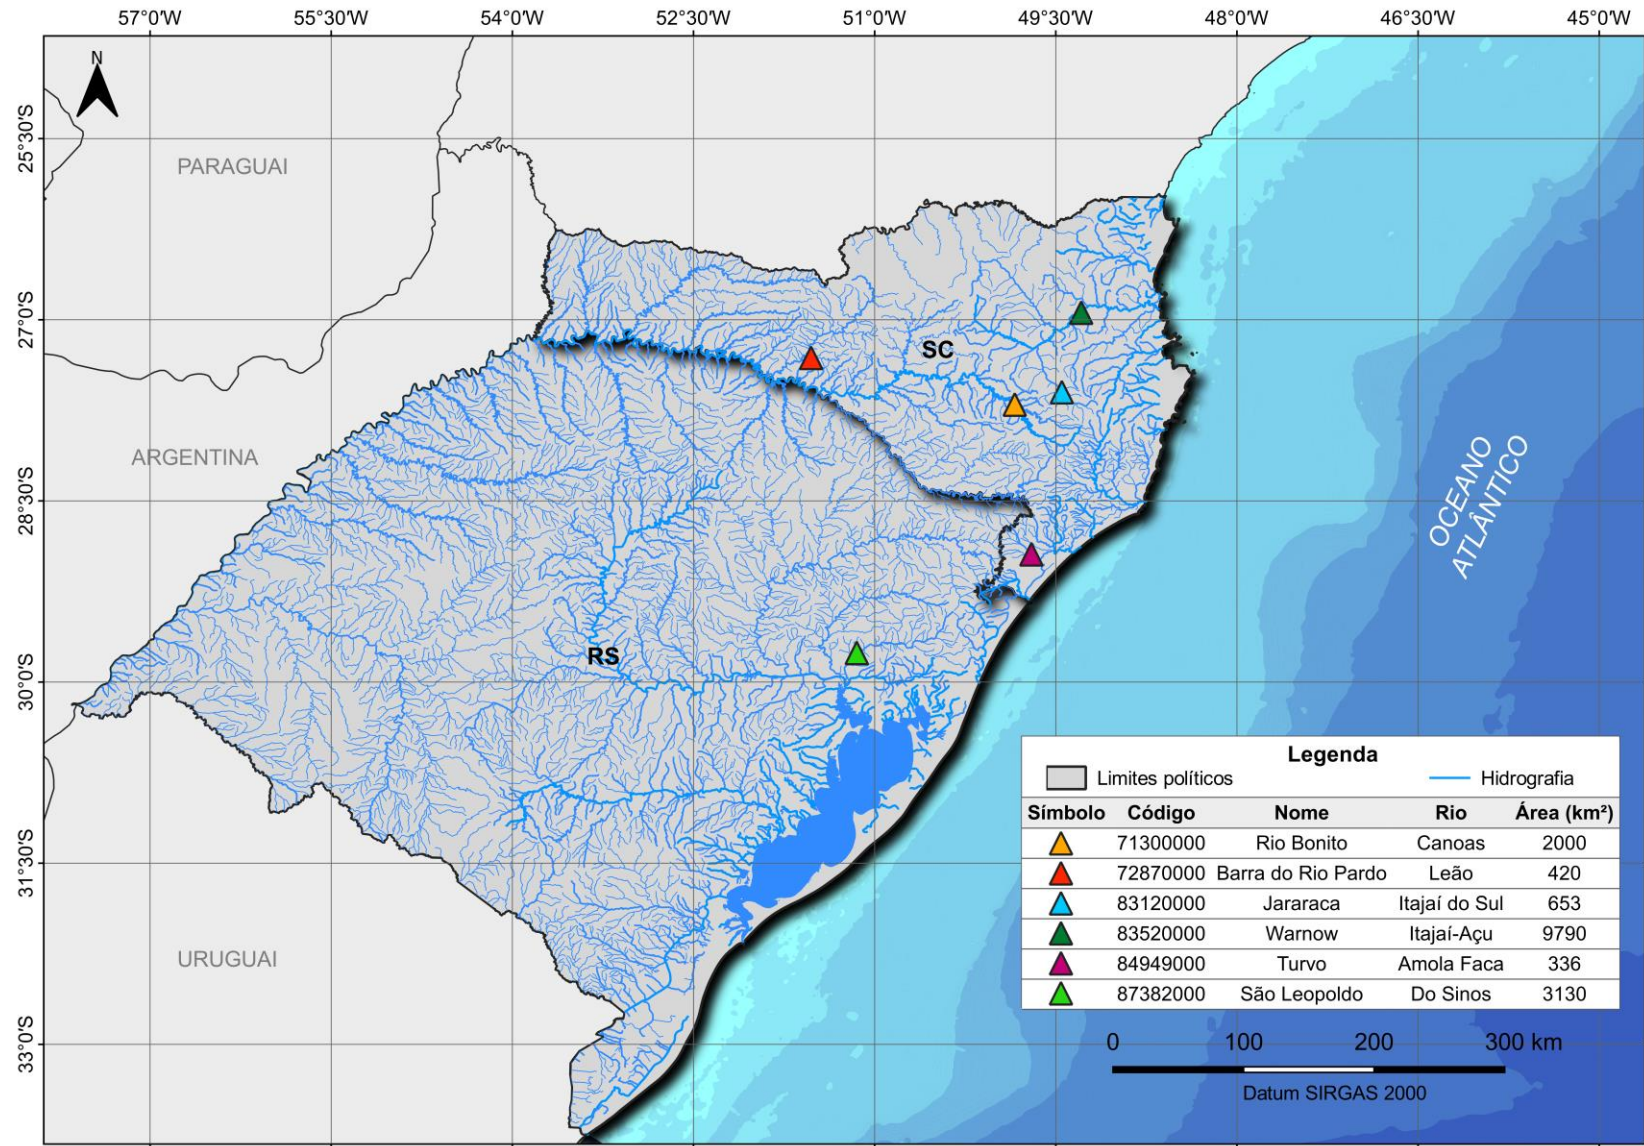 57°0'W 55°30'W 54°0'W 52°30'W 51°0'W 49°30'W 48°0'W 46°30'W 45°0'W
N
25°30'S
PARAGUAI
27°0'S
SC
ARGENTINA
OCEANO
ATLÂNTICO
28°30'S
RS
30°0'S
Legenda
Limites políticos Hidrografia
Símbolo Código Nome Rio Área (km²)
71300000 Rio Bonito Canoas 2000
72870000 Barra do Rio Pardo Leão 420
83120000 Jararaca Itajaí do Sul 653
83520000 Warnow Itajaí-Açu 9790
84949000 Turvo Amola Faca 336
87382000 São Leopoldo Do Sinos 3130
31°30'S
URUGUAI
33°0'S
0 100 200 300 km
Datum SIRGAS 2000